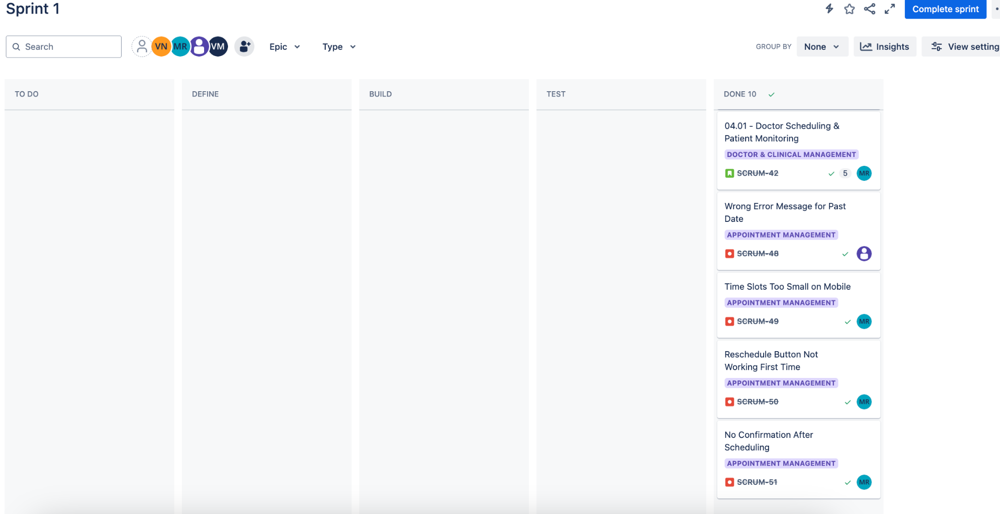 Sprint 1
Complete sprint
Search
VN
MR
VM
Epic
Type
GROUP BY
None
Insights
View setting
TO DO
DEFINE
BUILD
TEST
DONE 10
04.01 - Doctor Scheduling &
Patient Monitoring
DOCTOR & CLINICAL MANAGEMENT
SCRUM-42
5
MR
Wrong Error Message for Past
Date
APPOINTMENT MANAGEMENT
SCRUM-48
Time Slots Too Small on Mobile
APPOINTMENT MANAGEMENT
SCRUM-49
MR
Reschedule Button Not
Working First Time
APPOINTMENT MANAGEMENT
SCRUM-50
MR
No Confirmation After
Scheduling
APPOINTMENT MANAGEMENT
SCRUM-51
MR